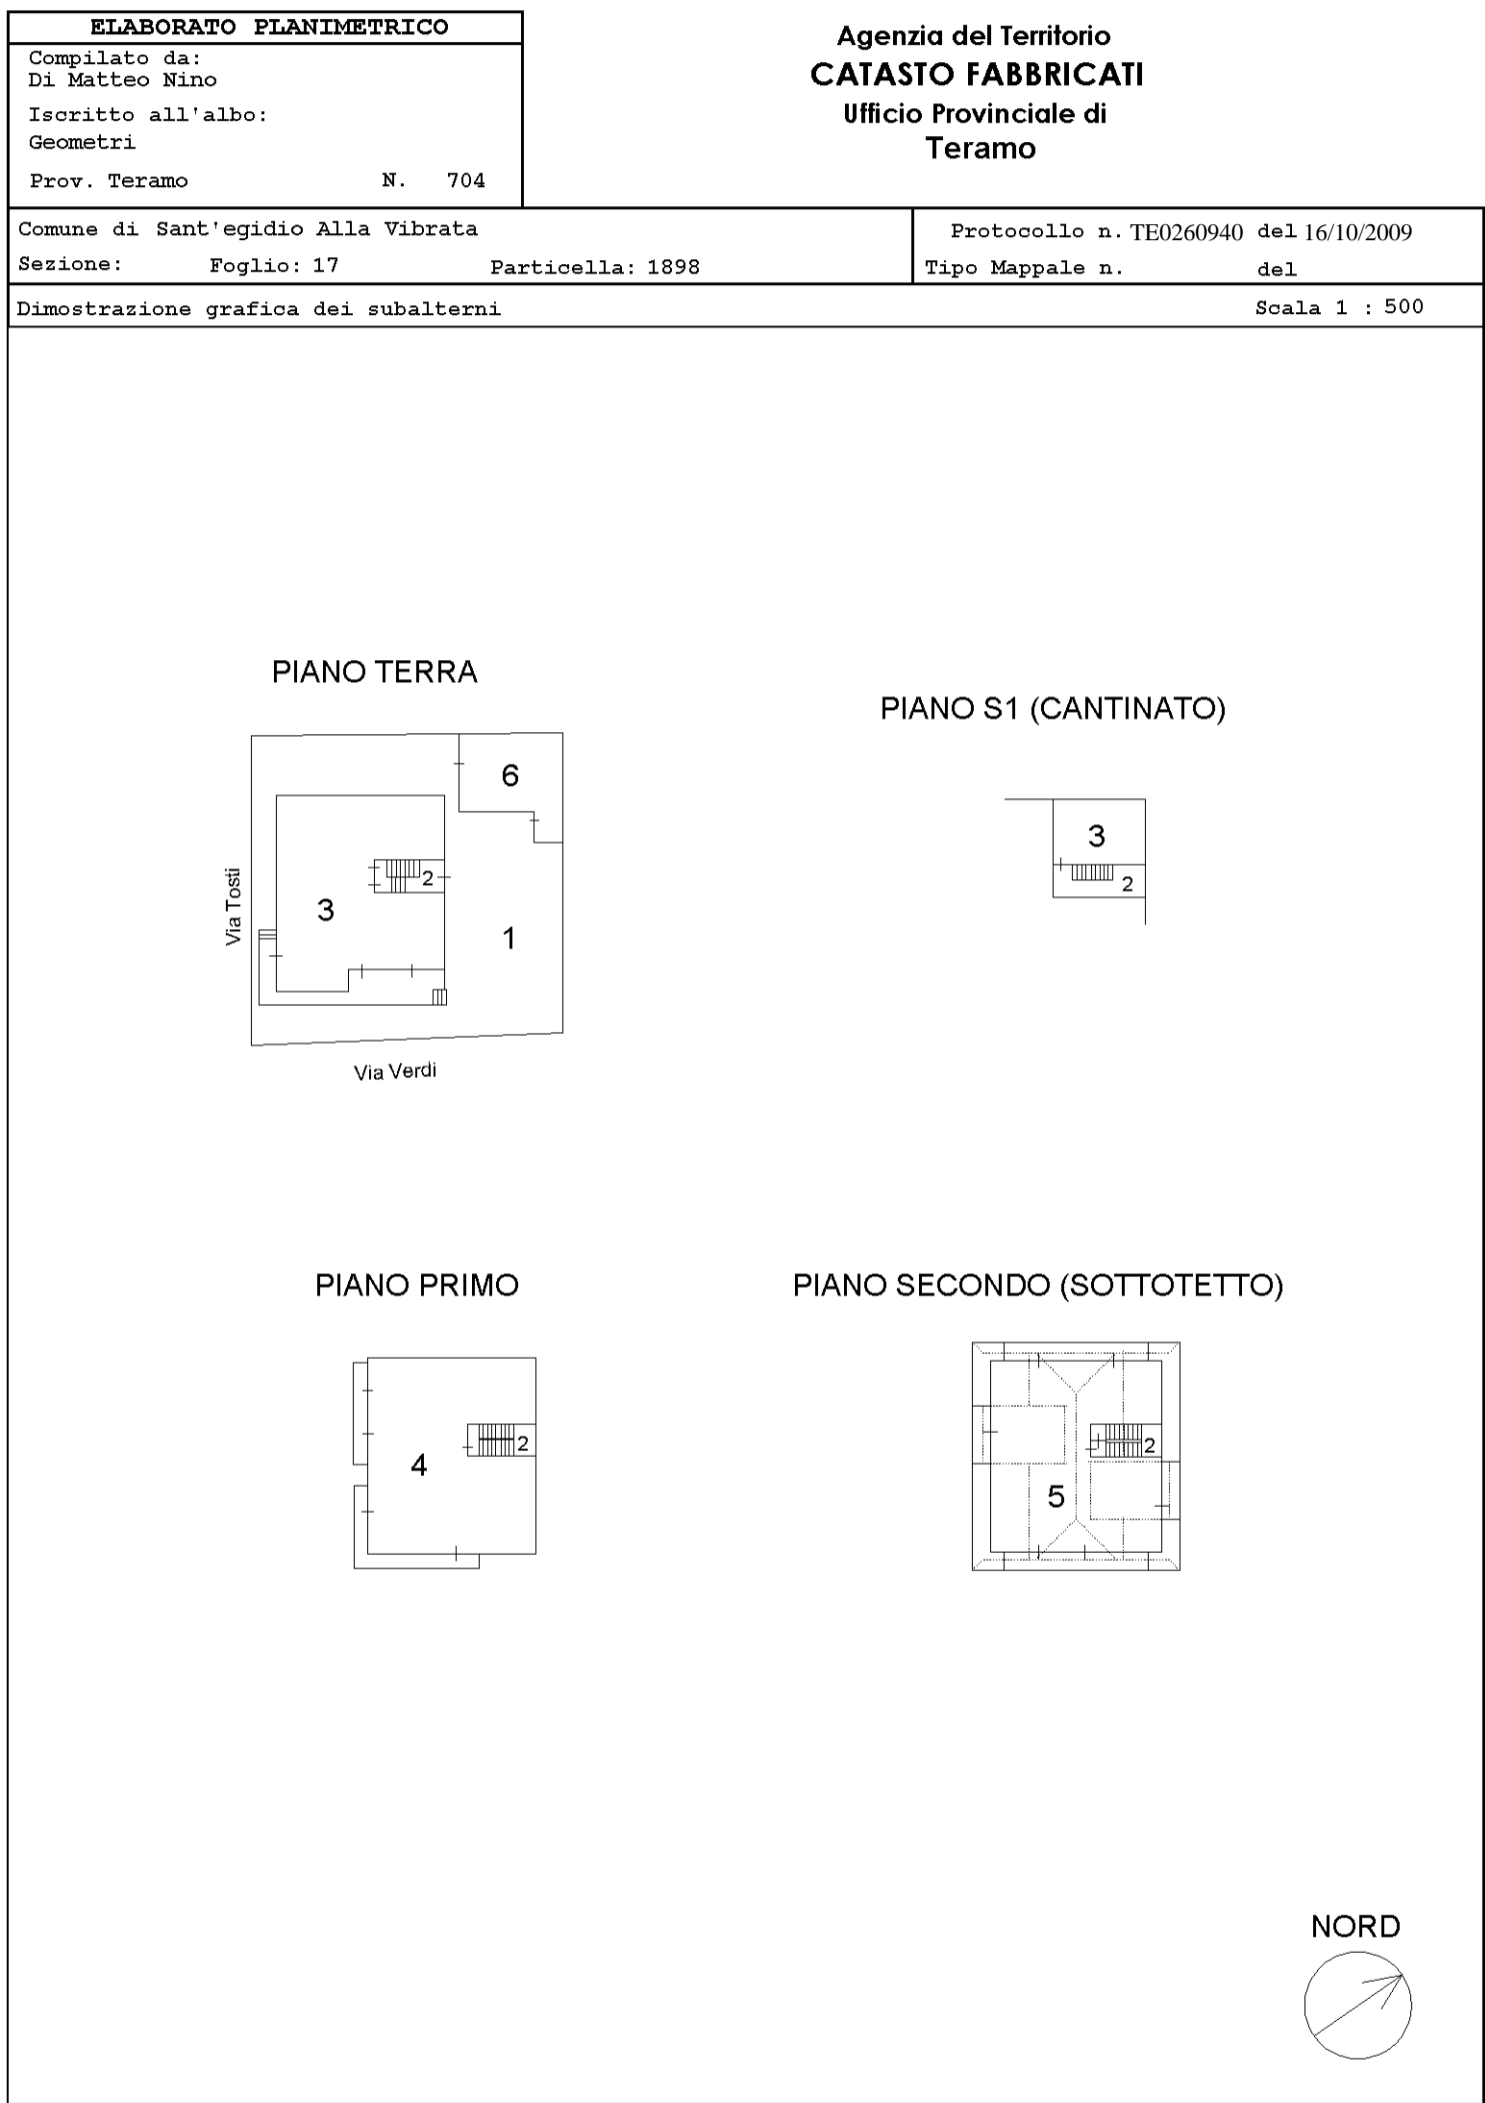 ELABORATO PLANIMETRICO
Compilato da:
Di Matteo Nino
Iscritto all'albo:
Geometri
Prov. Teramo N. 704
Agenzia del Territorio
CATASTO FABBRICATI
Ufficio Provinciale di
Teramo
Comune di Sant'egidio Alla Vibrata
Sezione: Foglio: 17 Particella: 1898
Protocollo n. TE0260940 del 16/10/2009
Tipo Mappale n. del
Dimostrazione grafica dei subalterni Scala 1 : 500
PIANO TERRA
6
2
3
1
Via Tosti
Via Verdi
PIANO S1 (CANTINATO)
3
2
PIANO PRIMO
2
4
PIANO SECONDO (SOTTOTETTO)
2
5
NORD